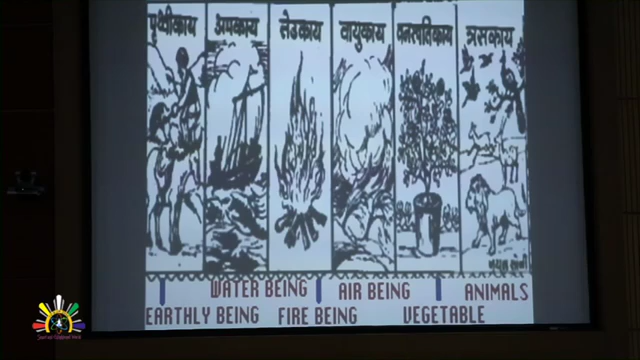 पृथ्वीकाय अपकाय तेउकाय वायुकाय वनस्पतिकाय त्रसकाय
WATER BEING AIR BEING ANIMALS
EARTHLY BEING FIRE BEING VEGETABLE